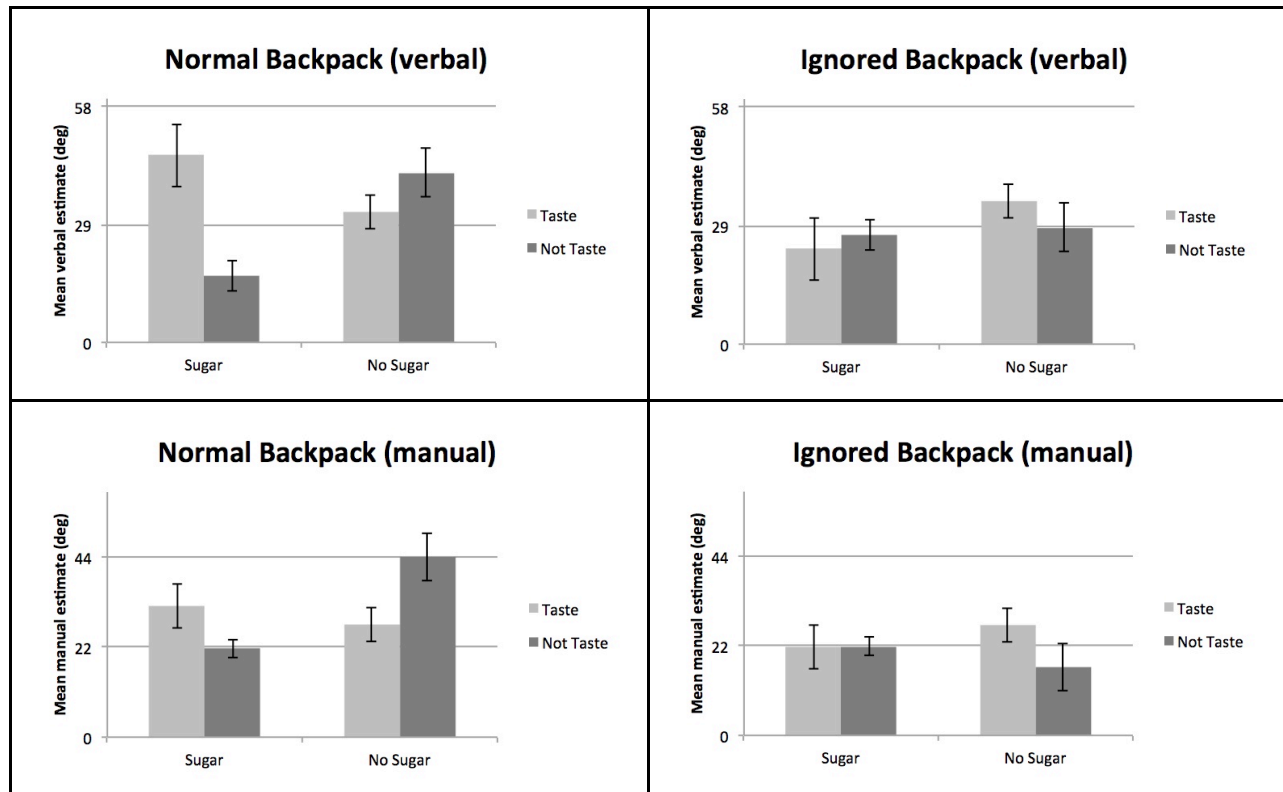 Normal Backpack (verbal)
Mean verbal estimate (deg)
58
29
0
Sugar
No Sugar
Taste
Not Taste
Ignored Backpack (verbal)
Mean verbal estimate (deg)
58
29
0
Sugar
No Sugar
Taste
Not Taste
Normal Backpack (manual)
Mean manual estimate (deg)
44
22
0
Sugar
No Sugar
Taste
Not Taste
Ignored Backpack (manual)
Mean manual estimate (deg)
44
22
0
Sugar
No Sugar
Taste
Not Taste